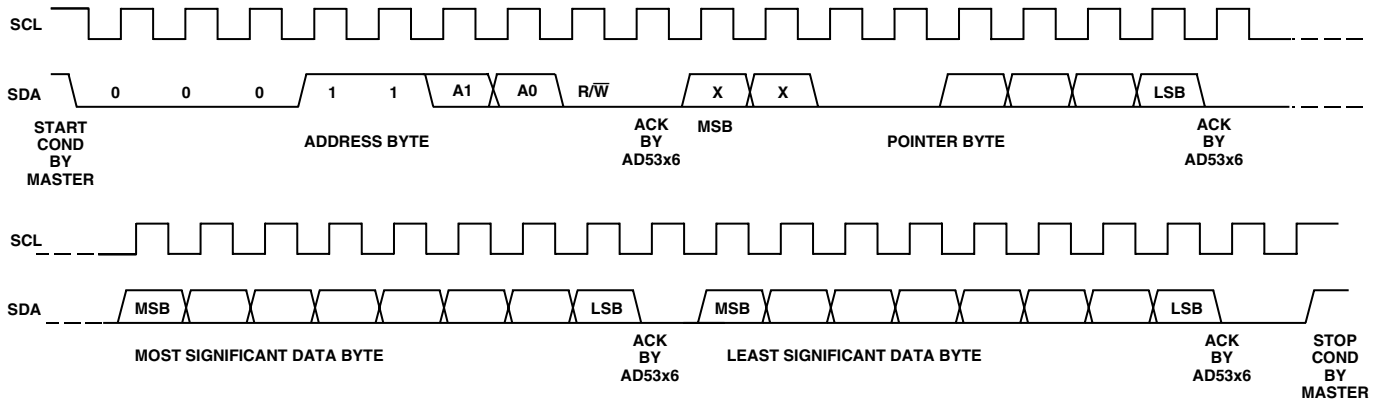 SCL
SDA 0 0 0 1 1 A1 A0 R/W̅ X X LSB
START COND BY MASTER
ADDRESS BYTE
ACK BY AD53x6
MSB
POINTER BYTE
ACK BY AD53x6
SCL
SDA MSB LSB MSB LSB
MOST SIGNIFICANT DATA BYTE
ACK BY AD53x6
LEAST SIGNIFICANT DATA BYTE
ACK BY AD53x6
STOP COND BY MASTER